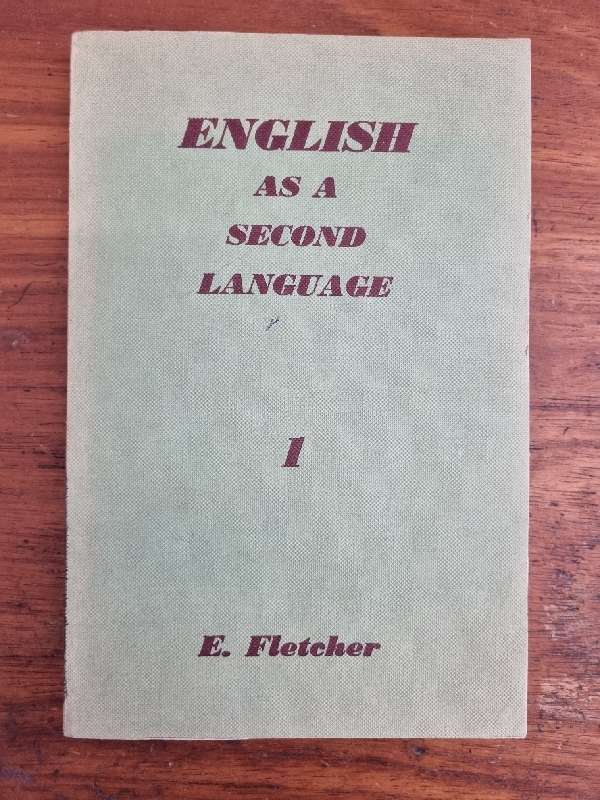 ENGLISH
AS A
SECOND
LANGUAGE
1
E. Fletcher